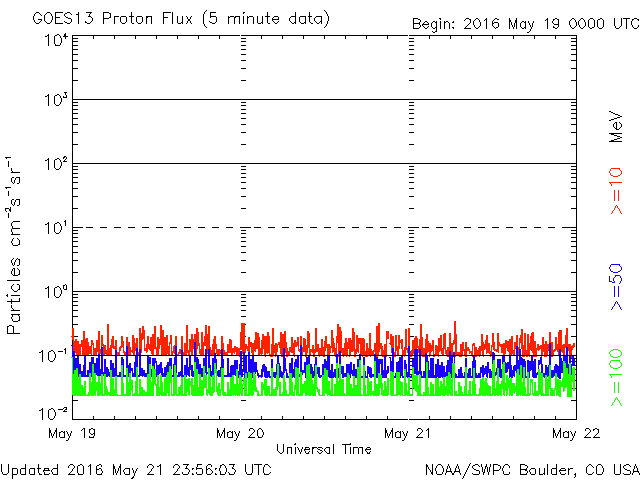 GOES13 Proton Flux (5 minute data)
Begin: 2016 May 19 0000 UTC
Particles cm⁻²s⁻¹sr⁻¹
10⁴
10³
10²
10¹
10⁰
10⁻¹
10⁻²
May 19
May 20
May 21
May 22
Universal Time
MeV
>=10
>=50
>=100
Updated 2016 May 21 23:56:03 UTC
NOAA/SWPC Boulder, CO USA